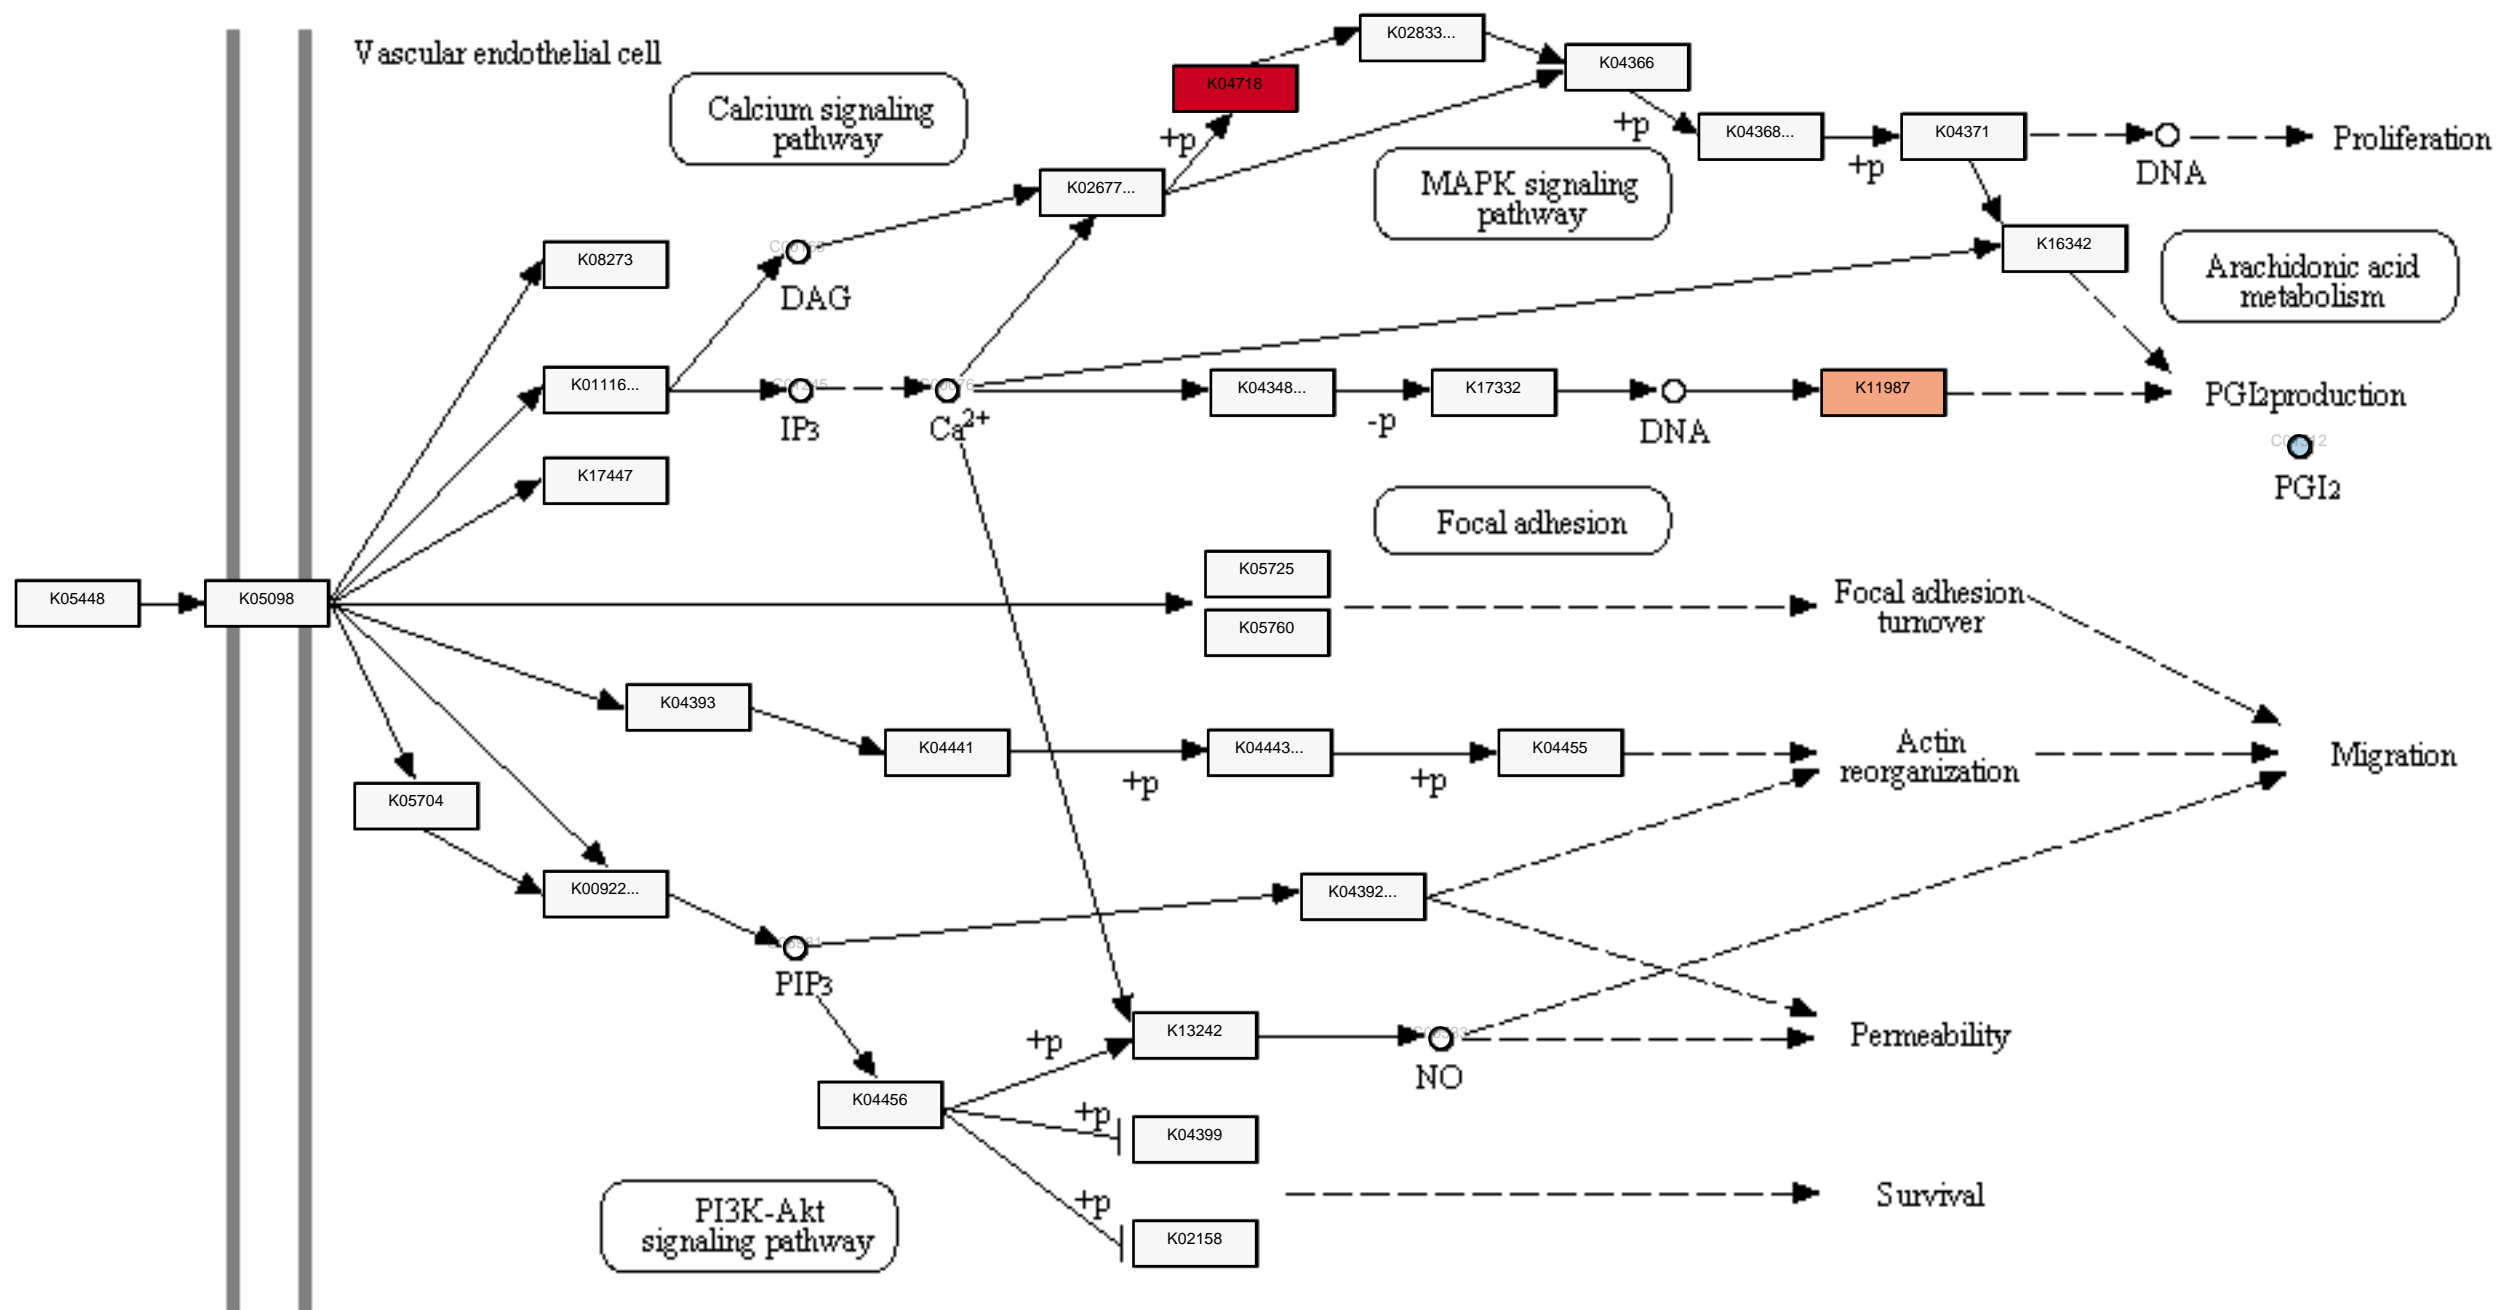 Vascular endothelial cell
K02833...
K04366
K04718
Calcium signaling
pathway
+p
+p
K04368...
K04371
Proliferation
+p
DNA
K02677...
MAPK signaling
pathway
K08273
DAG
K16342
Arachidonic acid
metabolism
K01116...
IP3
Ca2+
K04348...
-p
K17332
DNA
K11987
PGI2production
PGI2
K17447
Focal adhesion
K05725
K05760
Focal adhesion
turnover
K05448
K05098
K04393
K04441
+p
K04443...
+p
K04455
Actin
reorganization
Migration
K05704
K00922...
K04392...
PIP3
K13242
+p
NO
Permeability
K04456
+p
K04399
+p
K02158
Survival
PI3K-Akt
signaling pathway